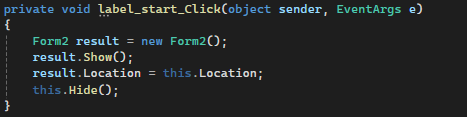 private void label_start_Click(object sender, EventArgs e)
{
    Form2 result = new Form2();
    result.Show();
    result.Location = this.Location;
    this.Hide();
}